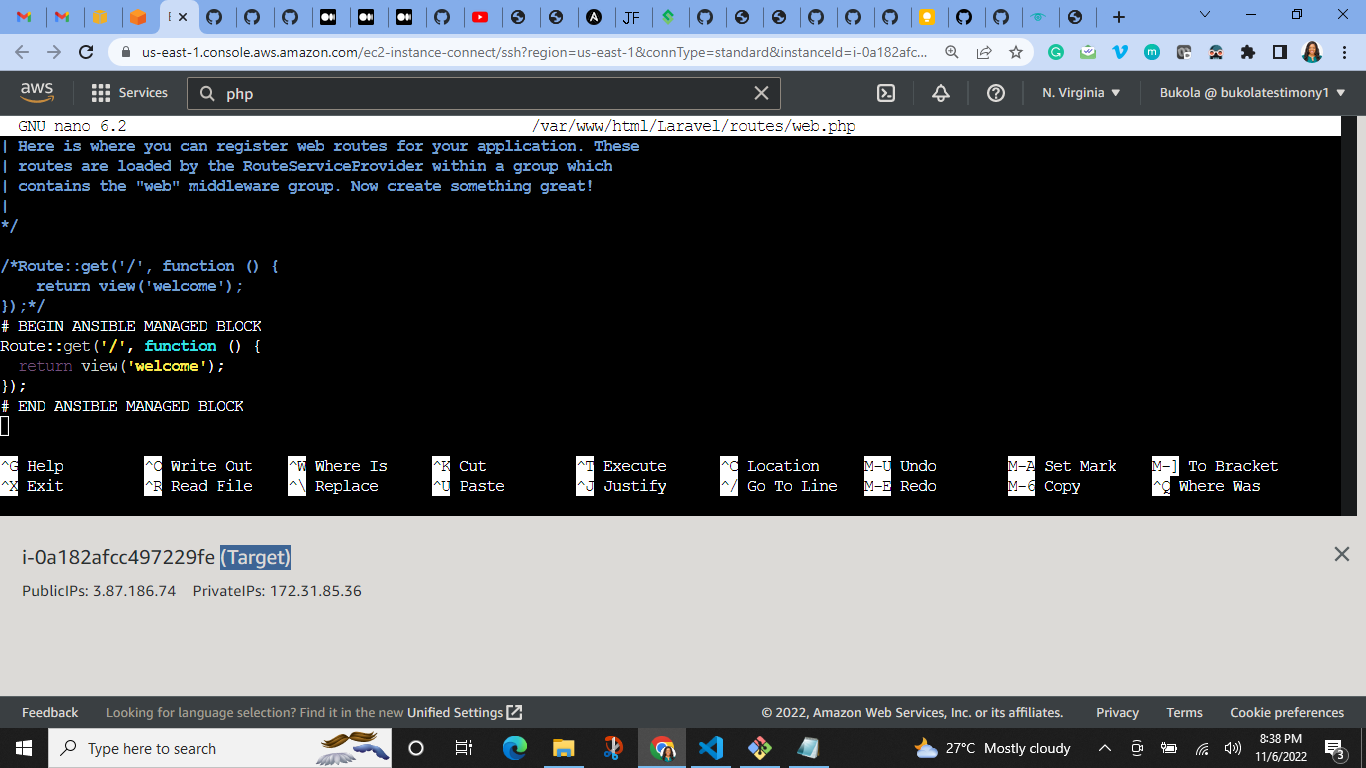 JF
us-east-1.console.aws.amazon.com/ec2-instance-connect/ssh?region=us-east-1&connType=standard&instanceId=i-0a182afc...
aws Services php N. Virginia Bukola @ bukolatestimony1
GNU nano 6.2 /var/www/html/Laravel/routes/web.php
| Here is where you can register web routes for your application. These
| routes are loaded by the RouteServiceProvider within a group which
| contains the "web" middleware group. Now create something great!
|
*/
/*Route::get('/', function () {
    return view('welcome');
});*/
# BEGIN ANSIBLE MANAGED BLOCK
Route::get('/', function () {
  return view('welcome');
});
# END ANSIBLE MANAGED BLOCK
^G Help ^O Write Out ^W Where Is ^K Cut ^T Execute ^C Location M-U Undo M-A Set Mark M-] To Bracket
^X Exit ^R Read File ^\ Replace ^U Paste ^J Justify ^/ Go To Line M-E Redo M-6 Copy ^Q Where Was
i-0a182afcc497229fe (Target)
PublicIPs: 3.87.186.74 PrivateIPs: 172.31.85.36
Feedback Looking for language selection? Find it in the new Unified Settings © 2022, Amazon Web Services, Inc. or its affiliates. Privacy Terms Cookie preferences
Type here to search 27°C Mostly cloudy 8:38 PM
11/6/2022 3